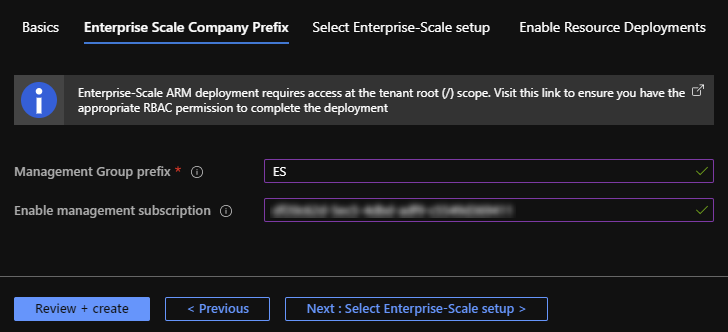 Basics Enterprise Scale Company Prefix Select Enterprise-Scale setup Enable Resource Deployments
Enterprise-Scale ARM deployment requires access at the tenant root (/) scope. Visit this link to ensure you have the
appropriate RBAC permission to complete the deployment
Management Group prefix * ES
Enable management subscription
Review + create < Previous Next : Select Enterprise-Scale setup >